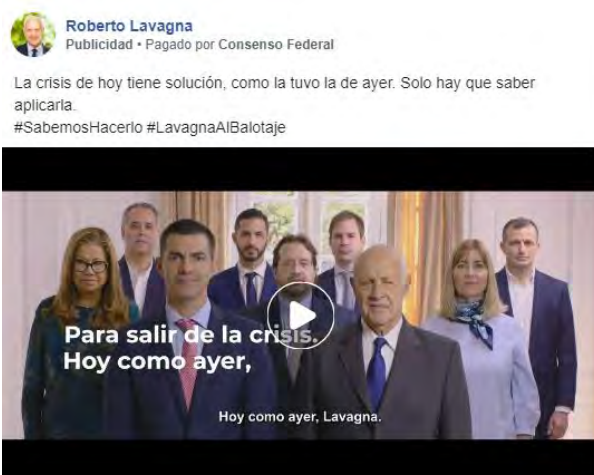 Roberto Lavagna
Publicidad • Pagado por Consenso Federal
La crisis de hoy tiene solución, como la tuvo la de ayer. Solo hay que saber
aplicarla.
#SabemosHacerlo #LavagnaAlBalotaje
Para salir de la crisis.
Hoy como ayer,
Hoy como ayer, Lavagna.